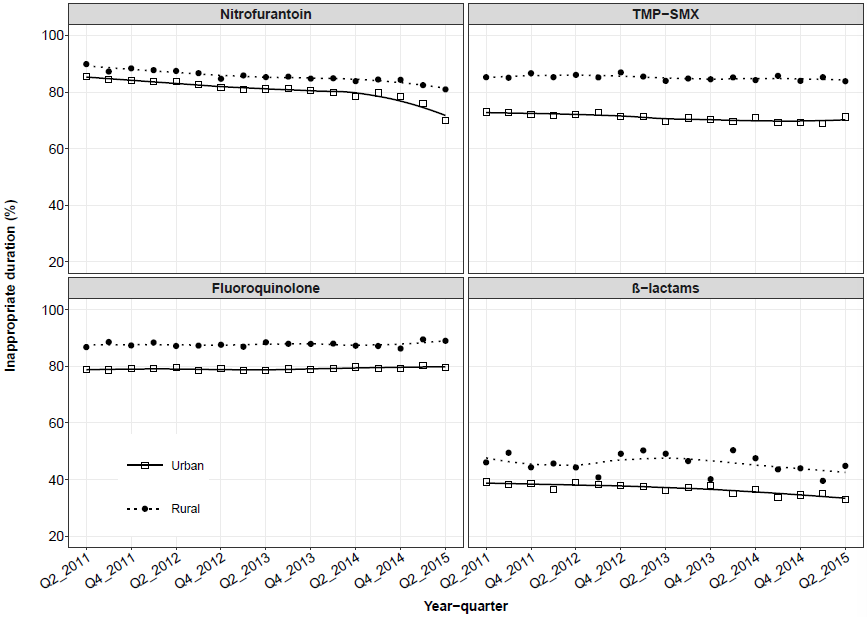 Nitrofurantoin
TMP−SMX
100
80
60
40
20
Fluoroquinolone
ß−lactams
100
80
60
40
20
Urban
Rural
Inappropriate duration (%)
Q2_2011
Q4_2011
Q2_2012
Q4_2012
Q2_2013
Q4_2013
Q2_2014
Q4_2014
Q2_2015
Q2_2011
Q4_2011
Q2_2012
Q4_2012
Q2_2013
Q4_2013
Q2_2014
Q4_2014
Q2_2015
Year−quarter